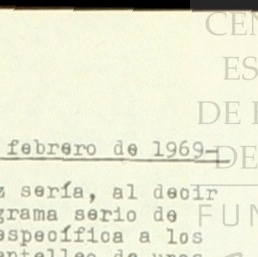 CEN
ES
DE I
febrero de 1969
DE
z sería, al decir
grama serio de
FUN
específica a los